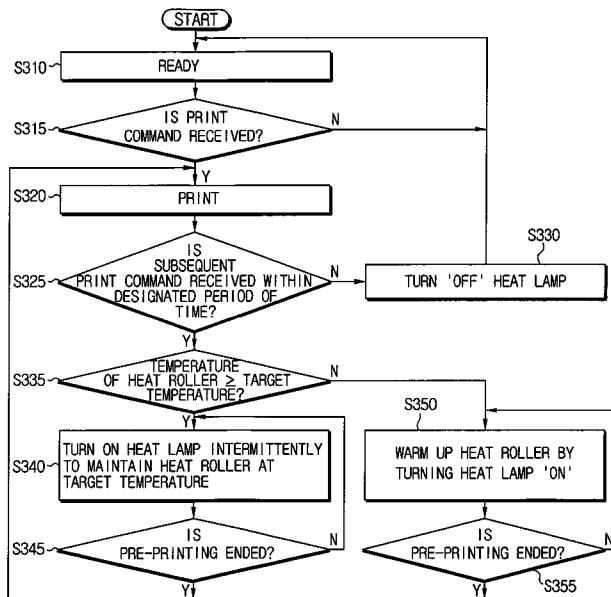 START
S310
READY
S315
IS PRINT
COMMAND RECEIVED?
N
Y
S320
PRINT
S325
IS
SUBSEQUENT
PRINT COMMAND RECEIVED WITHIN
DESIGNATED PERIOD OF
TIME?
N
Y
S330
TURN 'OFF' HEAT LAMP
S335
TEMPERATURE
OF HEAT ROLLER ≥ TARGET
TEMPERATURE?
N
Y
S340
TURN ON HEAT LAMP INTERMITTENTLY
TO MAINTAIN HEAT ROLLER AT
TARGET TEMPERATURE
S350
WARM UP HEAT ROLLER BY
TURNING HEAT LAMP 'ON'
S345
IS
PRE-PRINTING ENDED?
N
Y
IS
PRE-PRINTING ENDED?
N
Y
S355